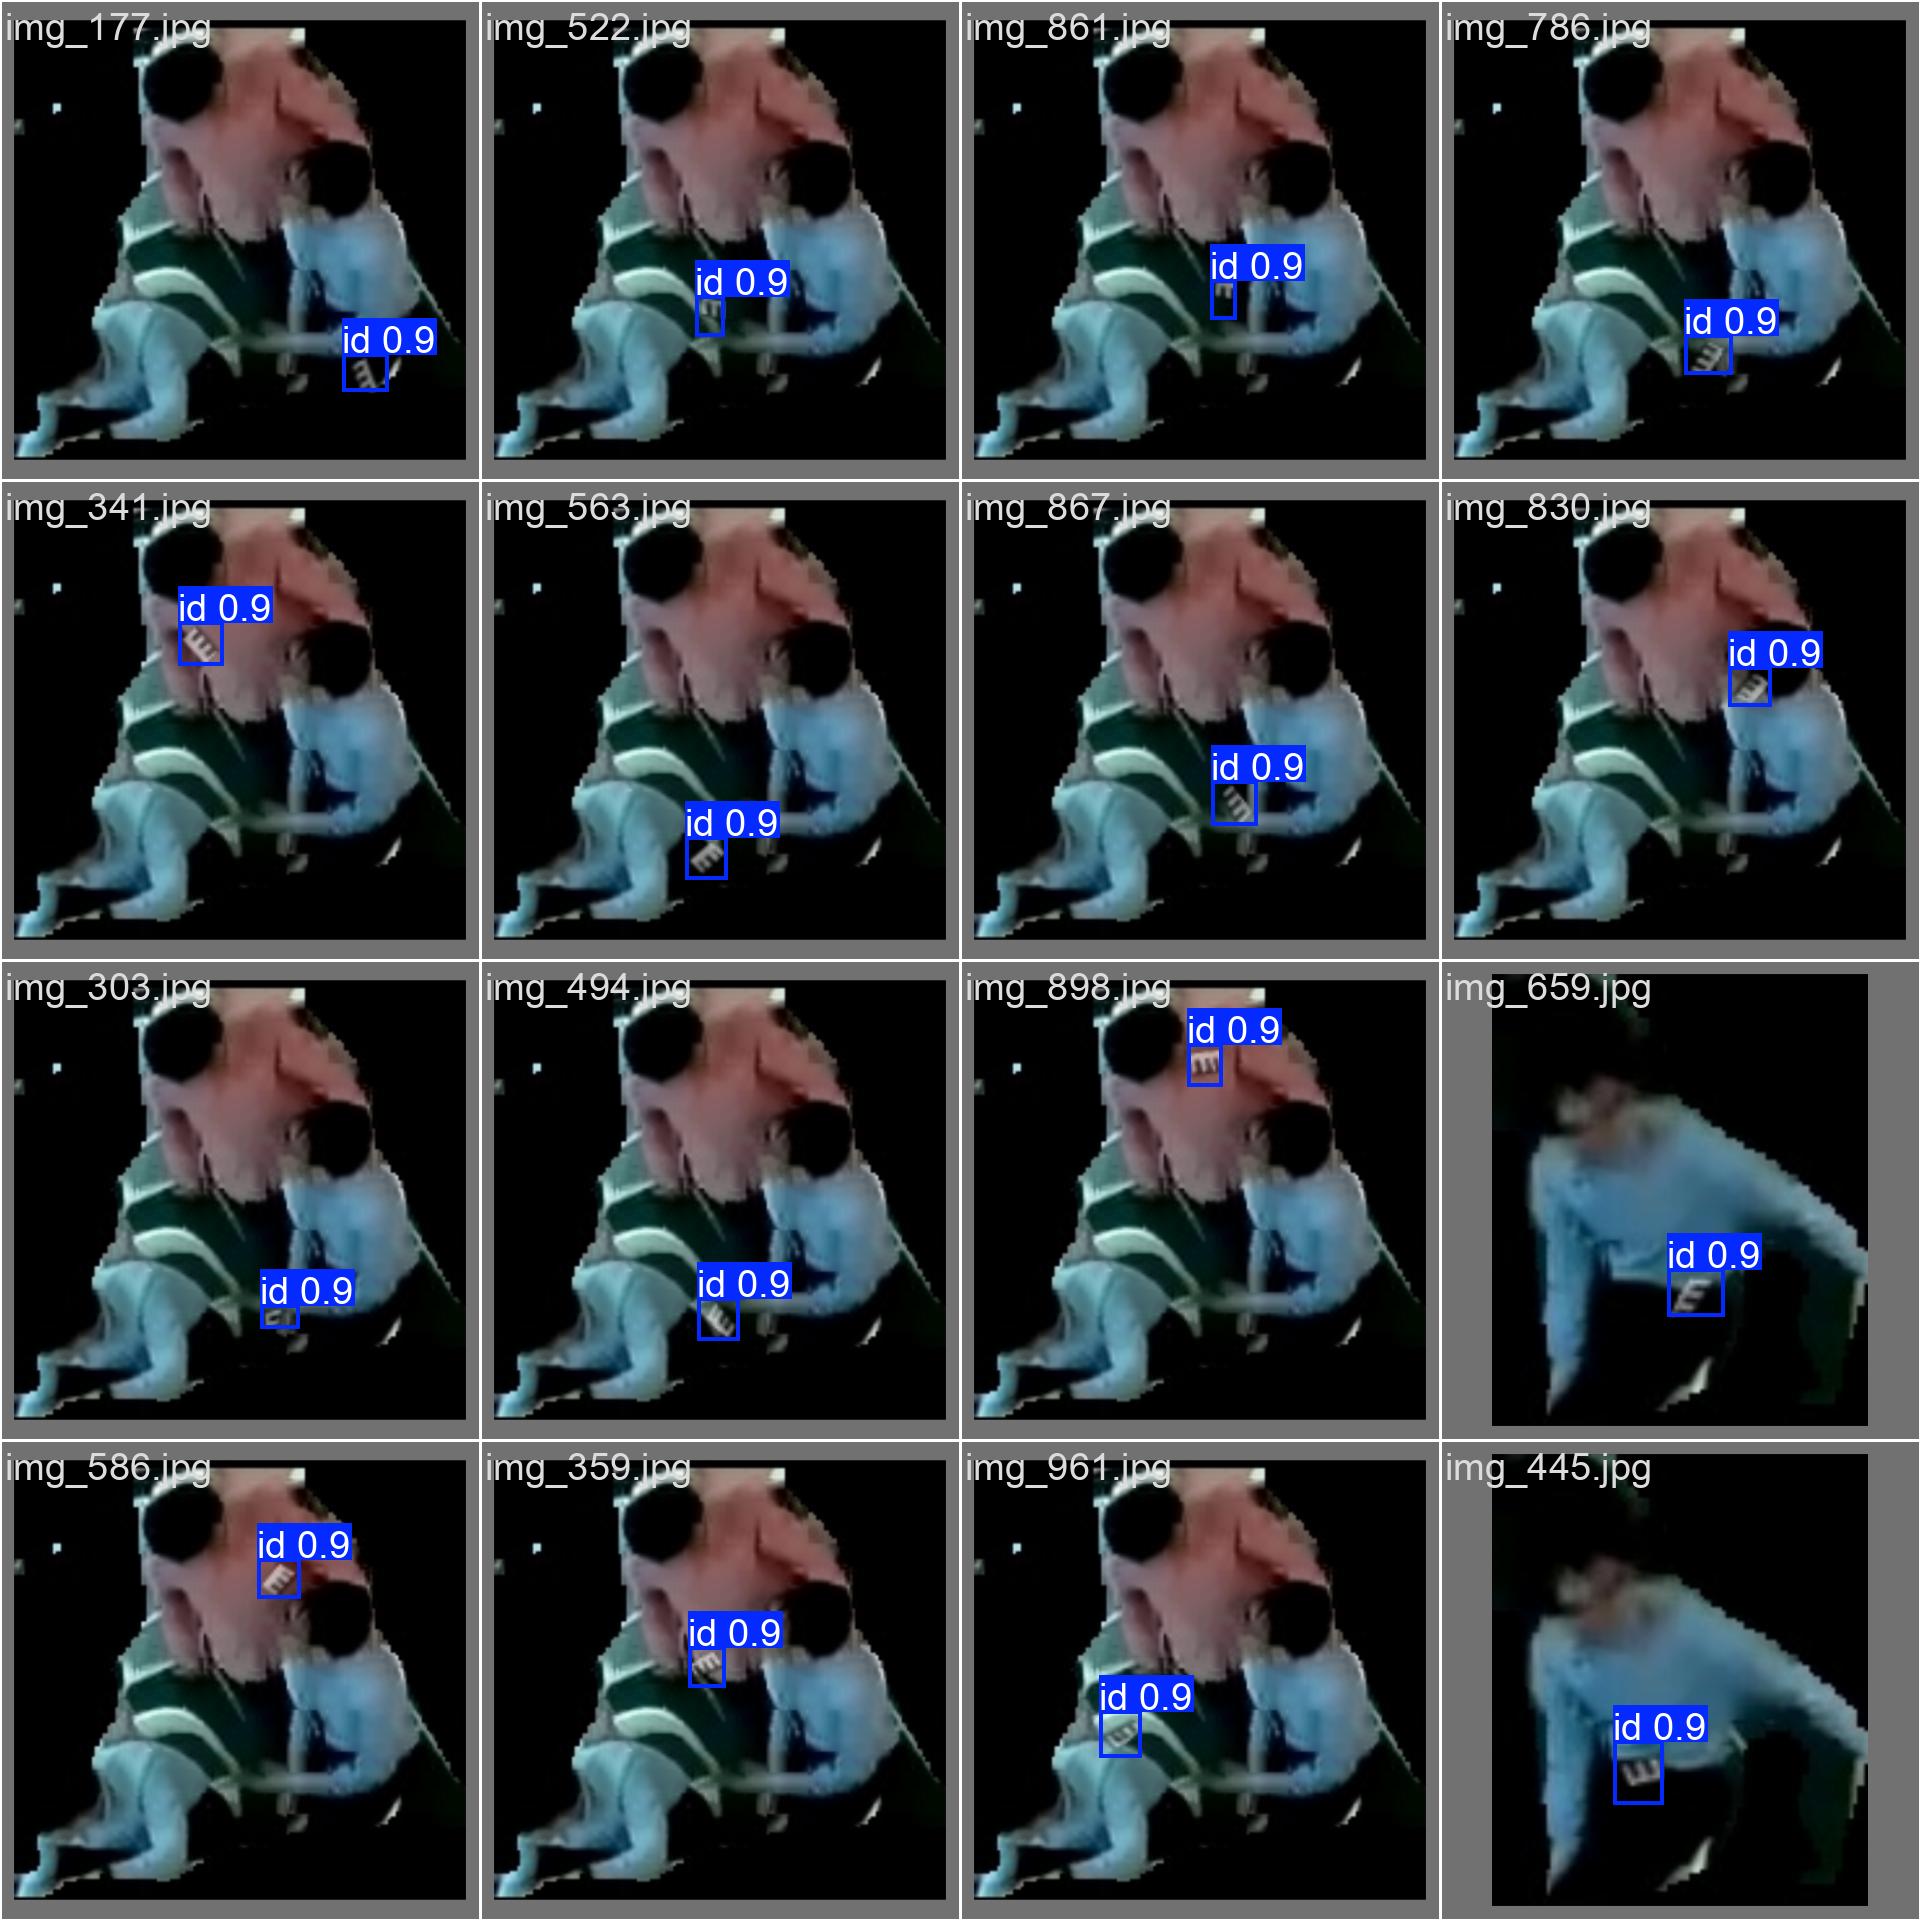 img_177.jpg img_522.jpg img_861.jpg img_786.jpg
id 0.9 id 0.9 id 0.9 id 0.9
img_341.jpg img_563.jpg img_867.jpg img_830.jpg
id 0.9 id 0.9 id 0.9 id 0.9
img_303.jpg img_494.jpg img_898.jpg img_659.jpg
id 0.9 id 0.9 id 0.9 id 0.9
img_586.jpg img_359.jpg img_961.jpg img_445.jpg
id 0.9 id 0.9 id 0.9 id 0.9